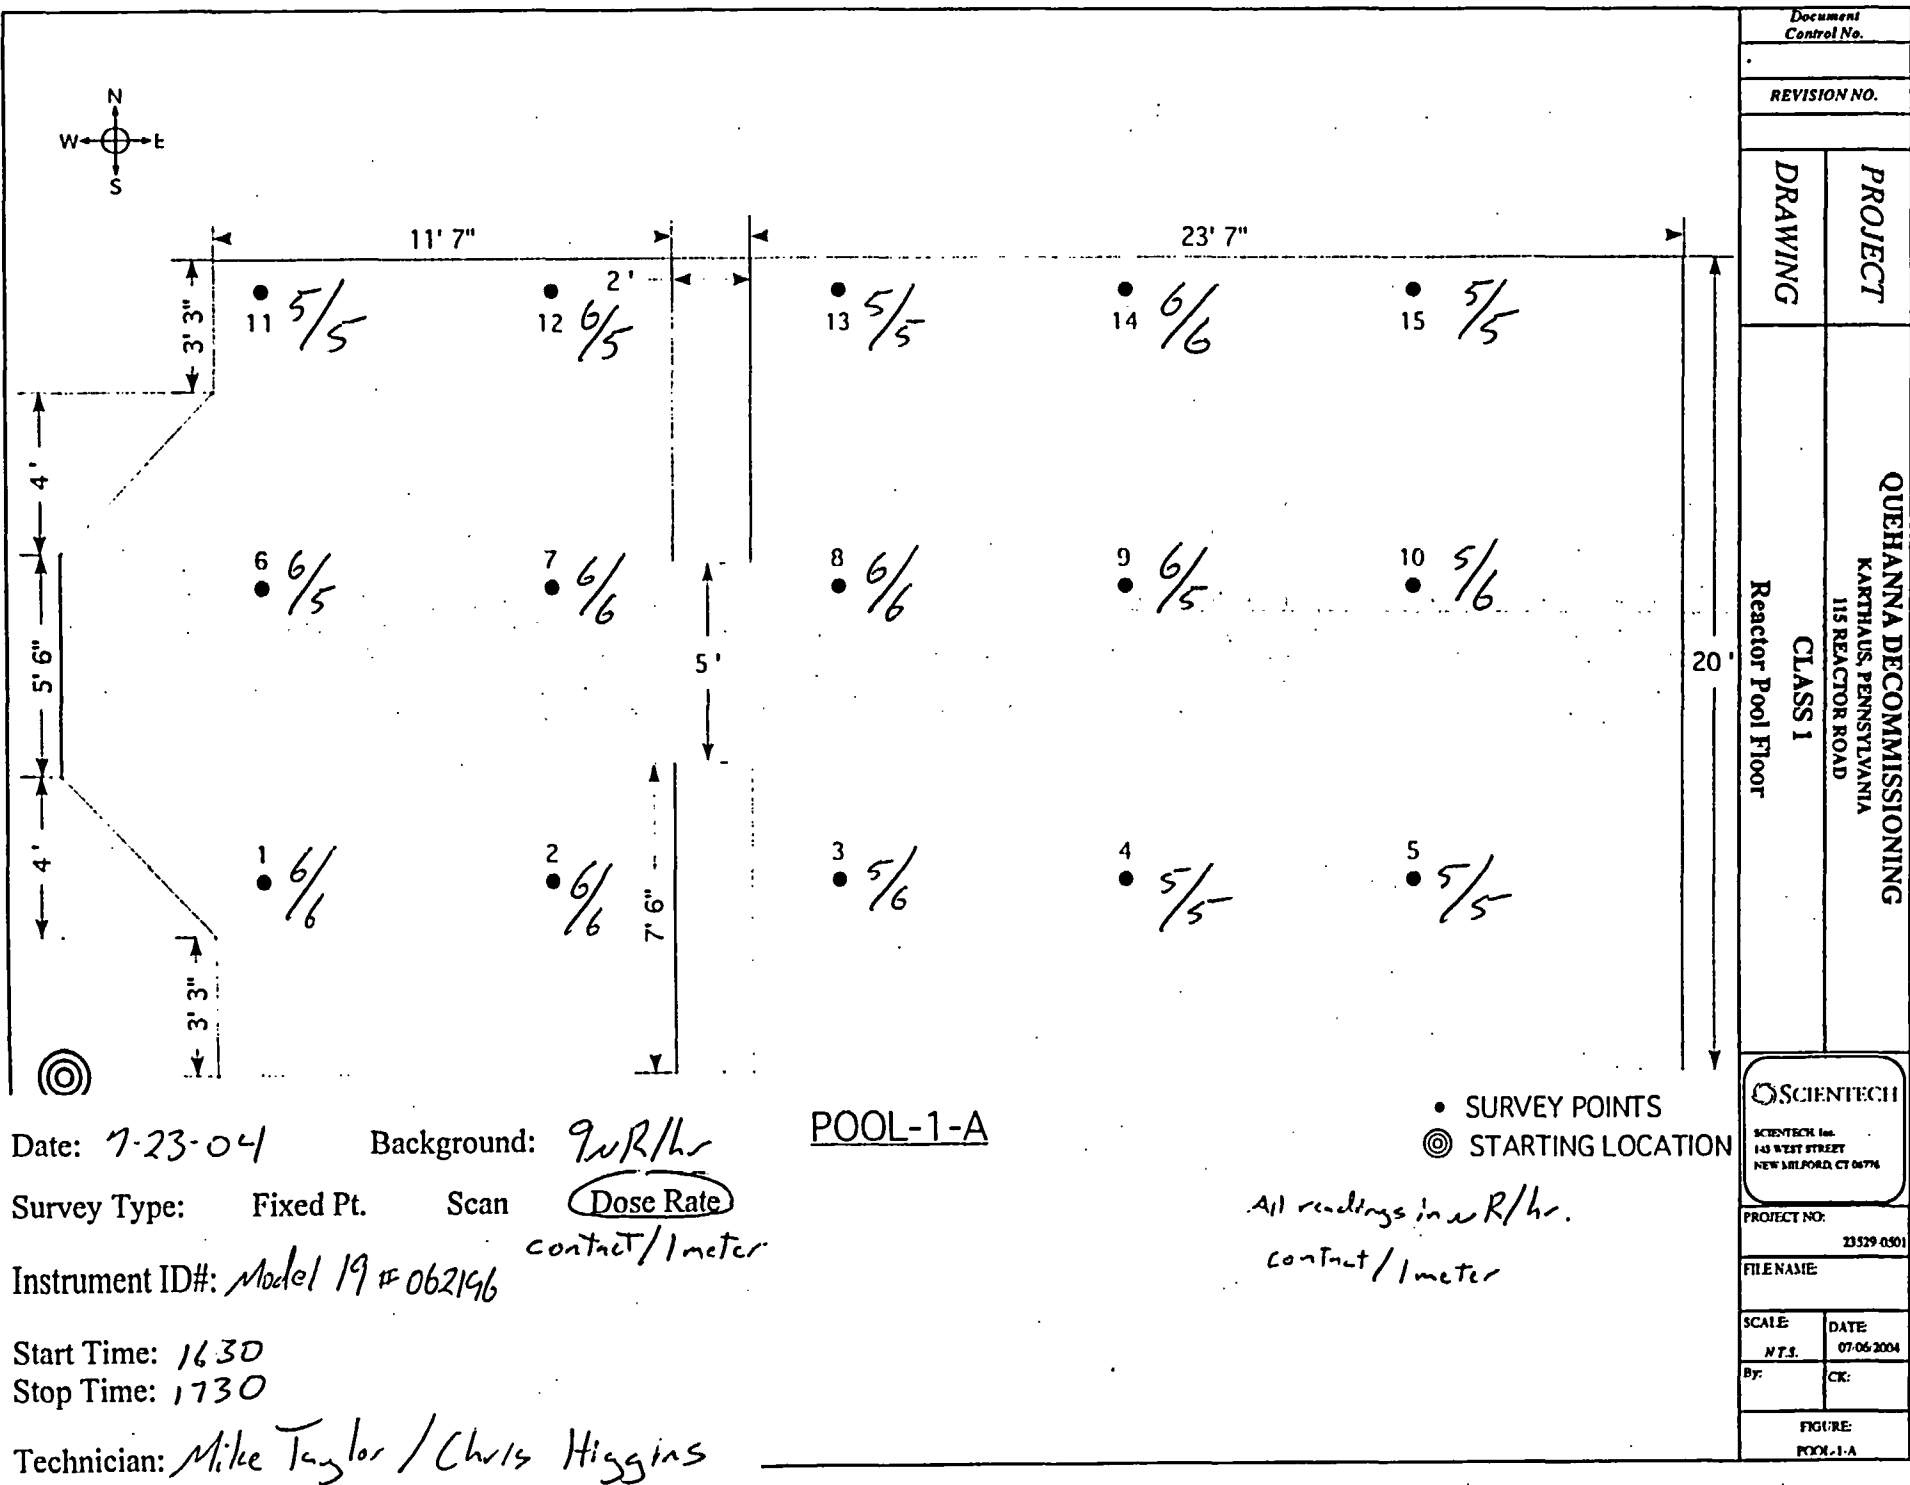 Document
Control No.
REVISION NO.
PROJECT
DRAWING
QUEHANNA DECOMMISSIONING
KARTHAUS, PENNSYLVANIA
115 REACTOR ROAD
CLASS 1
Reactor Pool Floor
N
W E
S
11' 7"
23' 7"
2'
3' 3"
11 5/5
12 6/5
13 5/5
14 6/6
15 5/5
4'
6 6/5
7 6/6
8 6/6
9 6/5
10 5/6
5' 6"
5'
20'
4'
1 6/6
2 6/6
3 5/6
4 5/5
5 5/5
7' 6"
3' 3"
POOL-1-A
SURVEY POINTS
STARTING LOCATION
Date: 7-23-04 Background: 9uR/hr
Survey Type: Fixed Pt. Scan Dose Rate
contact/1meter
Instrument ID#: Model 19 # 062196
Start Time: 1630
Stop Time: 1730
Technician: Mike Taylor / Chris Higgins
All readings in uR/hr.
contact/1meter
SCIENTECH
SCIENTECH Inc.
143 WEST STREET
NEW MILFORD, CT 06776
PROJECT NO:
23529-0501
FILE NAME:
SCALE:
N.T.S.
DATE:
07/06/2004
By:
CK:
FIGURE:
POOL-1-A